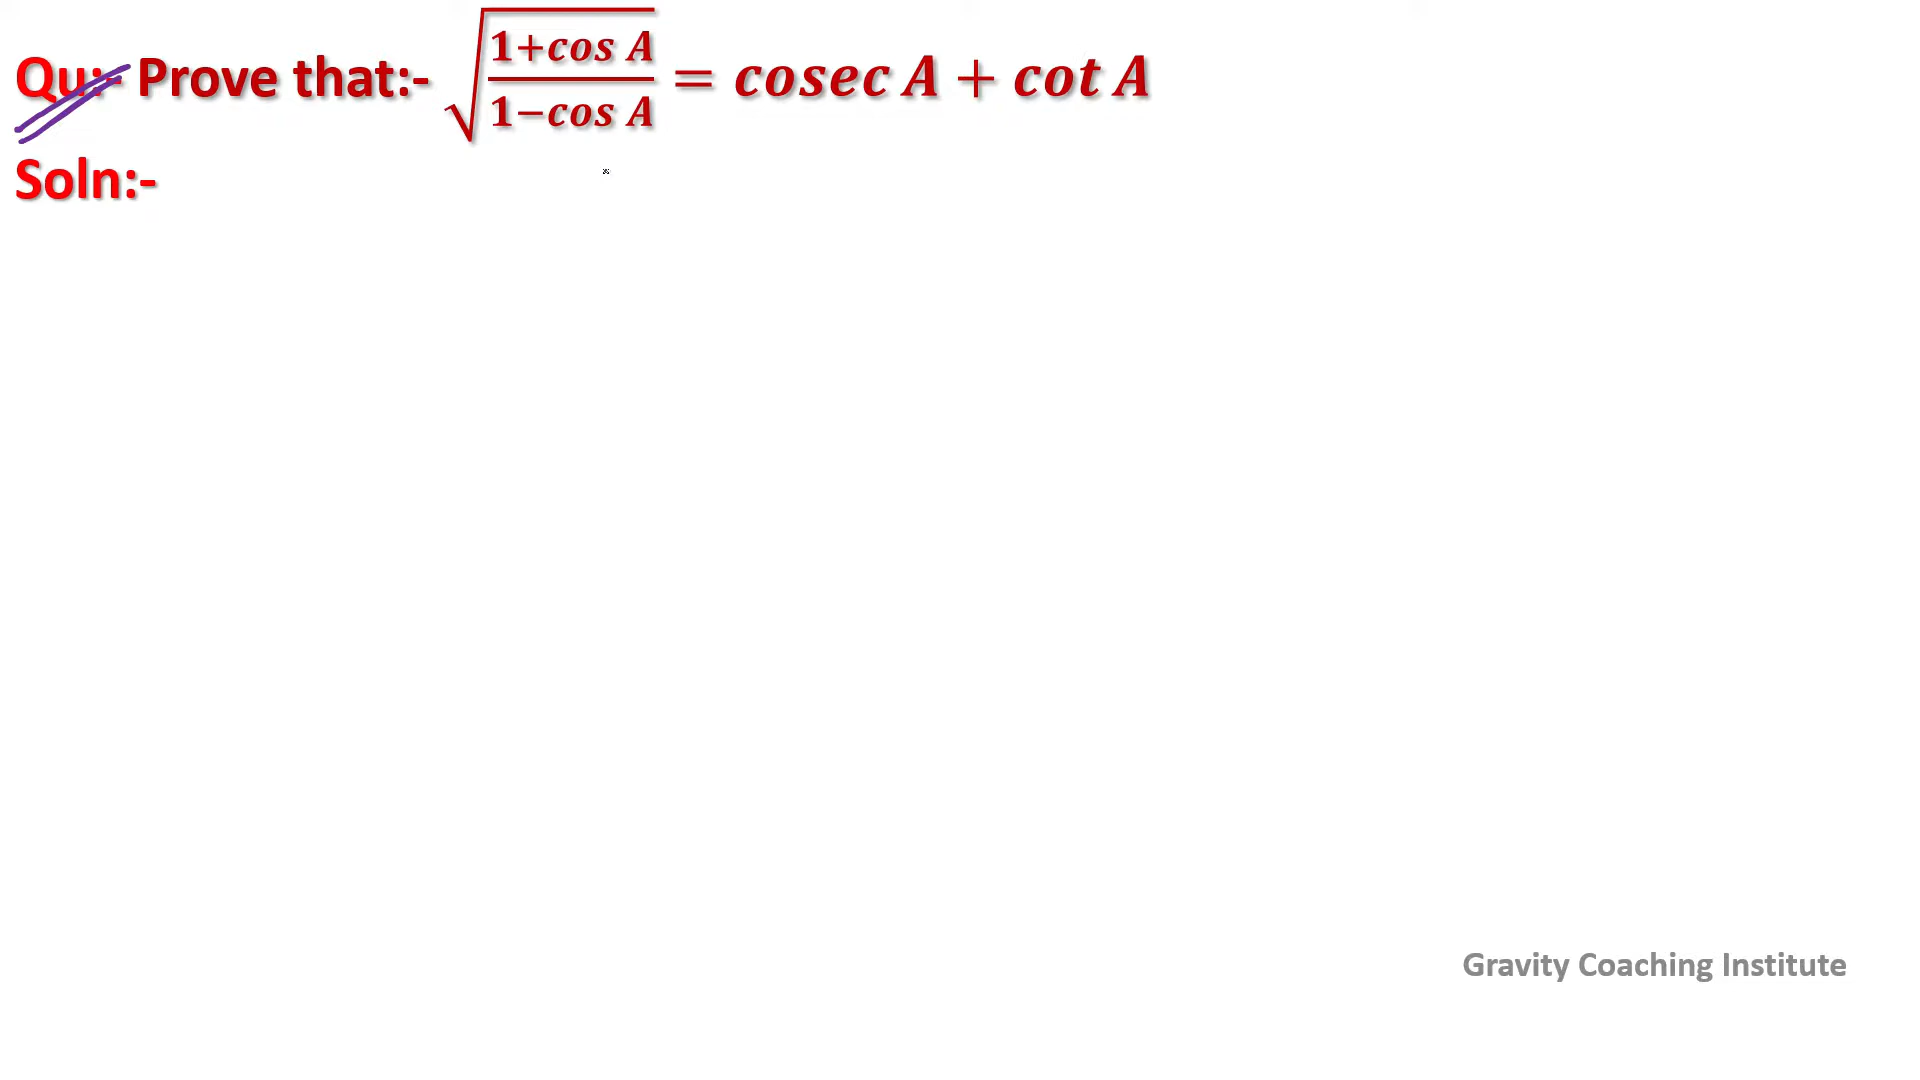 Qu:- Prove that:- √((1+cos A)/(1−cos A)) = cosec A + cot A
Soln:-
Gravity Coaching Institute